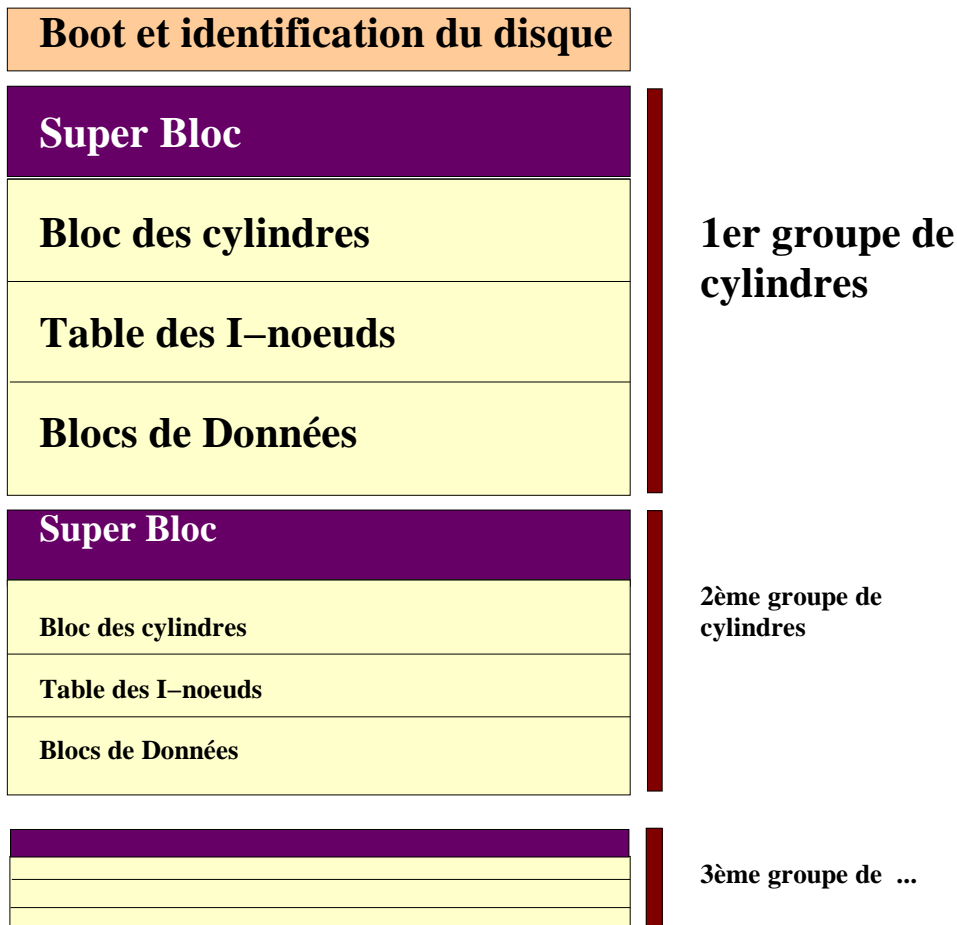 Boot et identification du disque
Super Bloc
Bloc des cylindres
Table des I−noeuds
Blocs de Données
1er groupe de
cylindres
Super Bloc
Bloc des cylindres
Table des I−noeuds
Blocs de Données
2ème groupe de
cylindres
3ème groupe de ...